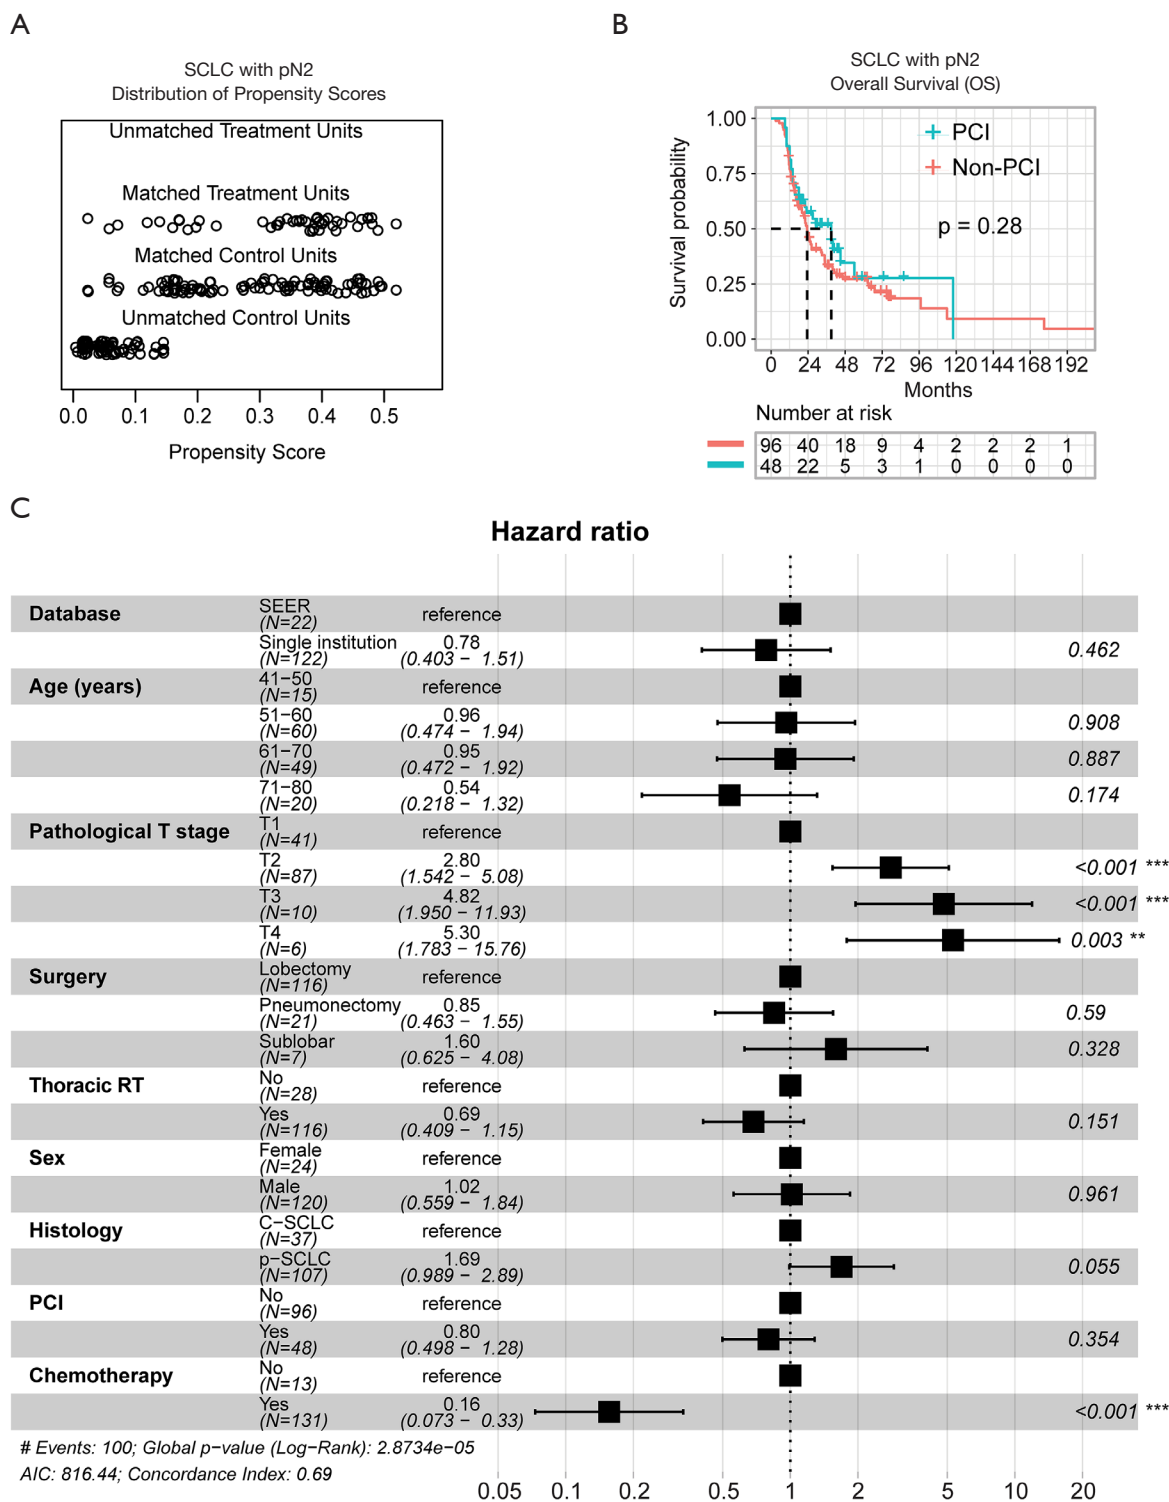 A
SCLC with pN2
Distribution of Propensity Scores
Unmatched Treatment Units
Matched Treatment Units
Matched Control Units
Unmatched Control Units
0.0 0.1 0.2 0.3 0.4 0.5
Propensity Score
B
SCLC with pN2
Overall Survival (OS)
Survival probability
1.00
0.75
0.50
0.25
0.00
PCI
Non-PCI
p = 0.28
0 24 48 72 96 120 144 168 192
Months
Number at risk
96 40 18 9 4 2 2 2 1
48 22 5 3 1 0 0 0 0
C
Hazard ratio
Database SEER (N=22) reference
Single institution (N=122) 0.78 (0.403 − 1.51) 0.462
Age (years) 41−50 (N=15) reference
51−60 (N=60) 0.96 (0.474 − 1.94) 0.908
61−70 (N=49) 0.95 (0.472 − 1.92) 0.887
71−80 (N=20) 0.54 (0.218 − 1.32) 0.174
Pathological T stage T1 (N=41) reference
T2 (N=87) 2.80 (1.542 − 5.08) <0.001 ***
T3 (N=10) 4.82 (1.950 − 11.93) <0.001 ***
T4 (N=6) 5.30 (1.783 − 15.76) 0.003 **
Surgery Lobectomy (N=116) reference
Pneumonectomy (N=21) 0.85 (0.463 − 1.55) 0.59
Sublobar (N=7) 1.60 (0.625 − 4.08) 0.328
Thoracic RT No (N=28) reference
Yes (N=116) 0.69 (0.409 − 1.15) 0.151
Sex Female (N=24) reference
Male (N=120) 1.02 (0.559 − 1.84) 0.961
Histology C−SCLC (N=37) reference
p−SCLC (N=107) 1.69 (0.989 − 2.89) 0.055
PCI No (N=96) reference
Yes (N=48) 0.80 (0.498 − 1.28) 0.354
Chemotherapy No (N=13) reference
Yes (N=131) 0.16 (0.073 − 0.33) <0.001 ***
# Events: 100; Global p−value (Log−Rank): 2.8734e−05
AIC: 816.44; Concordance Index: 0.69
0.05 0.1 0.2 0.5 1 2 5 10 20